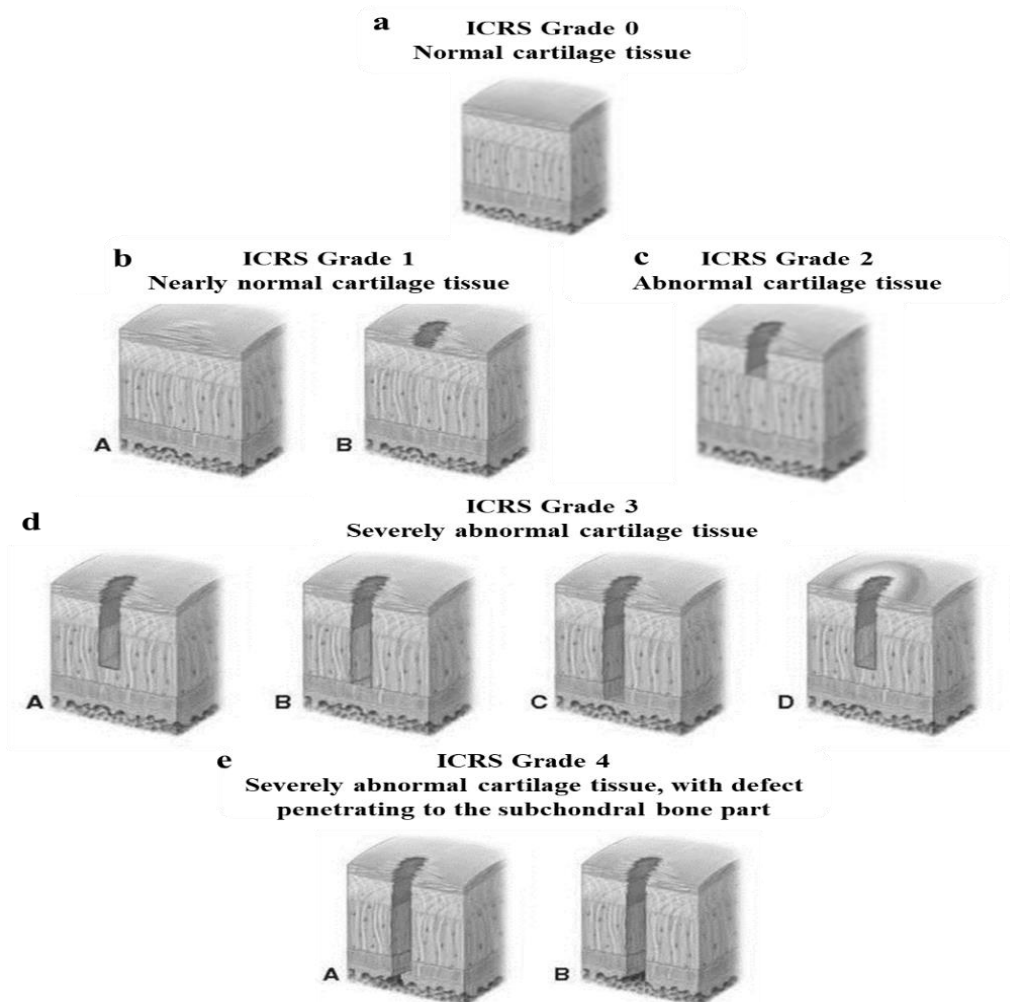 a ICRS Grade 0
Normal cartilage tissue
b ICRS Grade 1
Nearly normal cartilage tissue
A
B
c ICRS Grade 2
Abnormal cartilage tissue
d ICRS Grade 3
Severely abnormal cartilage tissue
A
B
C
D
e ICRS Grade 4
Severely abnormal cartilage tissue, with defect
penetrating to the subchondral bone part
A
B